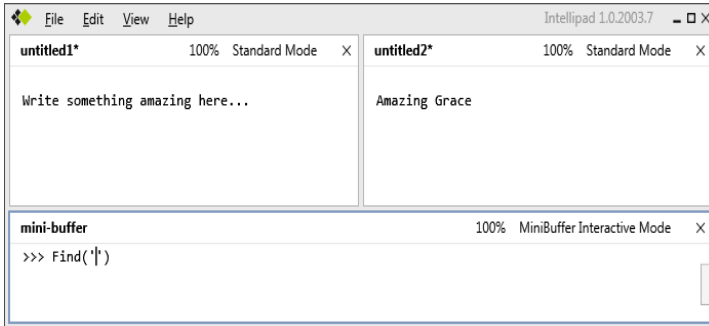 File Edit View Help Intellipad 1.0.2003.7
untitled1* 100% Standard Mode X
Write something amazing here...
untitled2* 100% Standard Mode X
Amazing Grace
mini-buffer 100% MiniBuffer Interactive Mode X
>>> Find('')